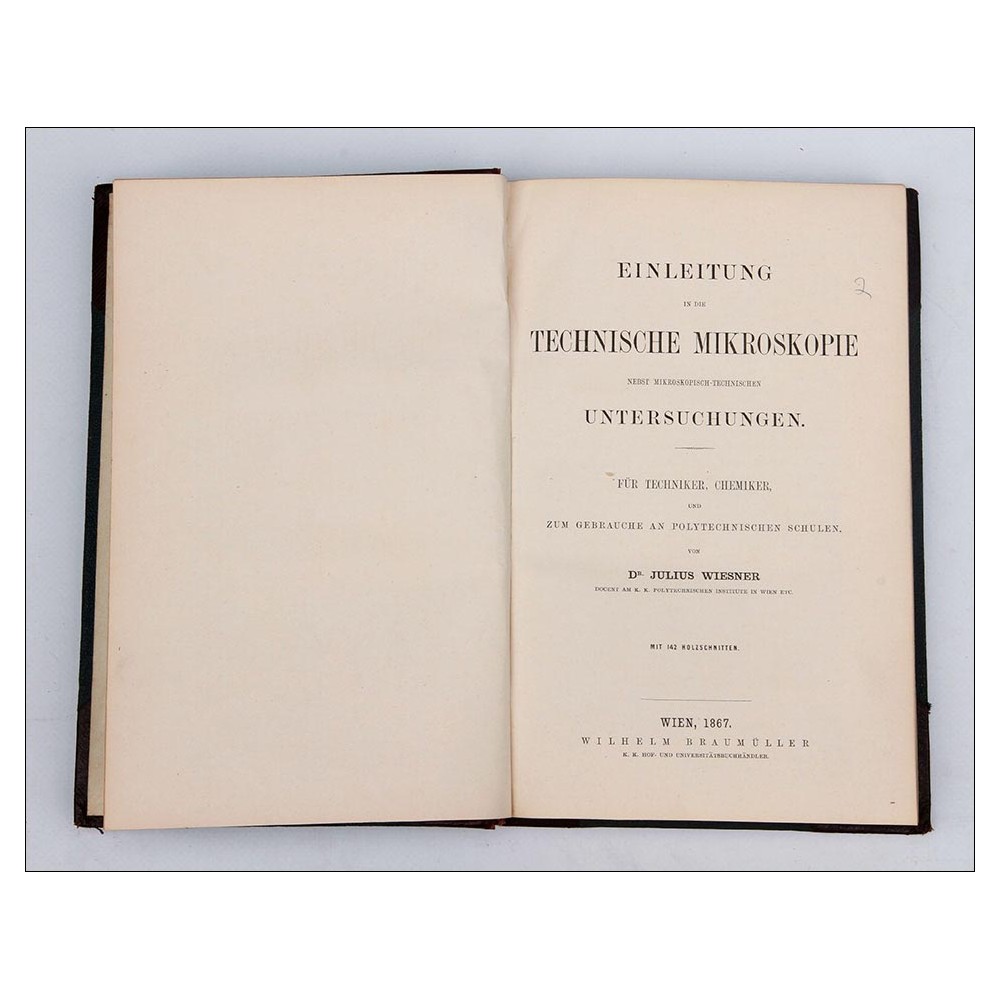 EINLEITUNG
2
IN DIE
TECHNISCHE MIKROSKOPIE
NEBST MIKROSKOPISCH-TECHNISCHEN
UNTERSUCHUNGEN.
FÜR TECHNIKER, CHEMIKER,
UND
ZUM GEBRAUCHE AN POLYTECHNISCHEN SCHULEN.
VON
DR. JULIUS WIESNER
DOCENT AM K. K. POLYTECHNISCHEN INSTITUTE IN WIEN ETC.
MIT 142 HOLZSCHNITTEN.
WIEN, 1867.
WILHELM BRAUMÜLLER
K. K. HOF- UND UNIVERSITÄTSBUCHHÄNDLER.